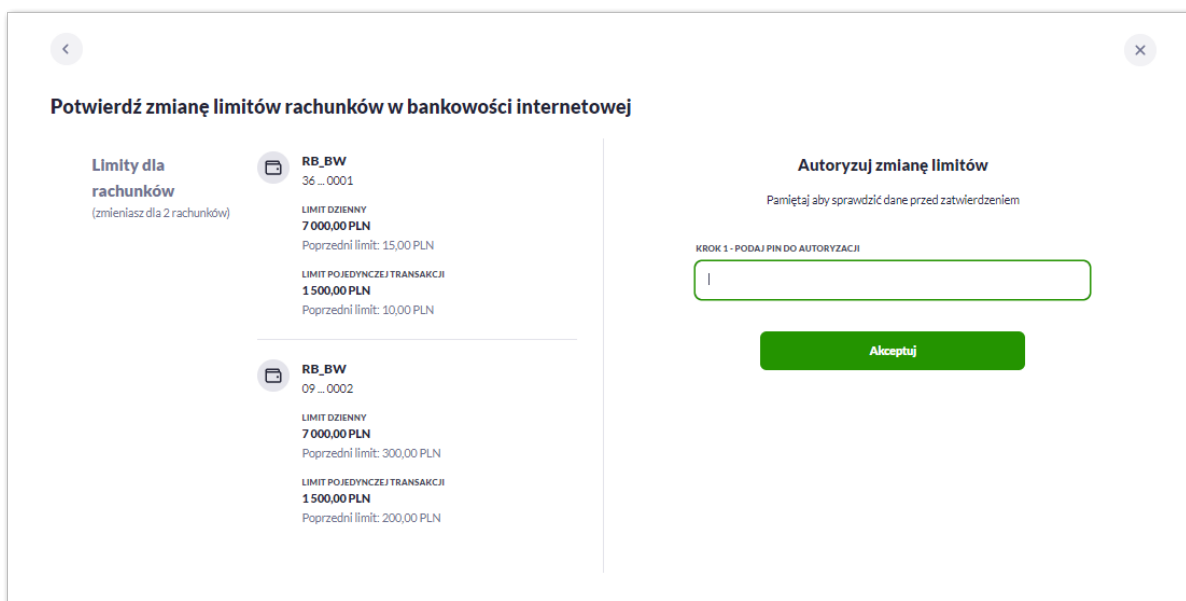 Potwierdź zmianę limitów rachunków w bankowości internetowej
Limity dla
rachunków
(zmieniasz dla 2 rachunków)
RB_BW
36 ... 0001
LIMIT DZIENNY
7 000,00 PLN
Poprzedni limit: 15,00 PLN
LIMIT POJEDYNCZEJ TRANSAKCJI
1 500,00 PLN
Poprzedni limit: 10,00 PLN
RB_BW
09 ... 0002
LIMIT DZIENNY
7 000,00 PLN
Poprzedni limit: 300,00 PLN
LIMIT POJEDYNCZEJ TRANSAKCJI
1 500,00 PLN
Poprzedni limit: 200,00 PLN
Autoryzuj zmianę limitów
Pamiętaj aby sprawdzić dane przed zatwierdzeniem
KROK 1 - PODAJ PIN DO AUTORYZACJI
Akceptuj